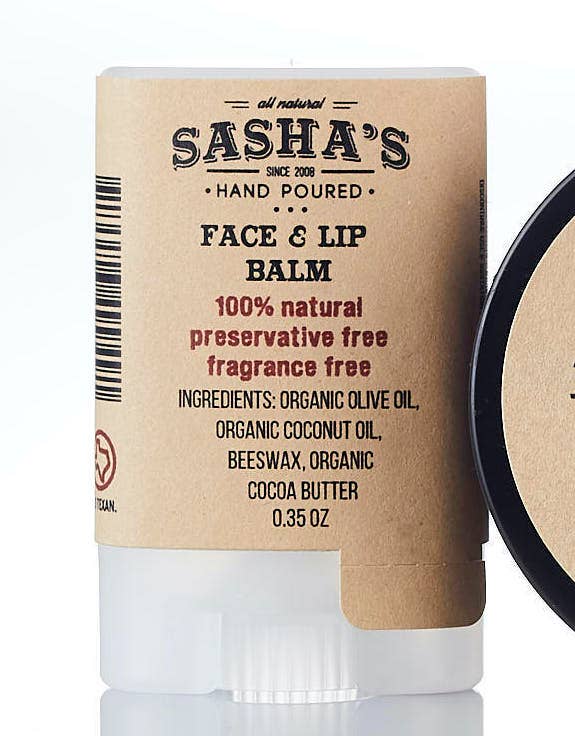 all natural
SASHA'S
SINCE 2008
• HAND POURED •
• • •
FACE & LIP
BALM
100% natural
preservative free
fragrance free
INGREDIENTS: ORGANIC OLIVE OIL,
ORGANIC COCONUT OIL,
BEESWAX, ORGANIC
COCOA BUTTER
0.35 OZ
TEXAN.